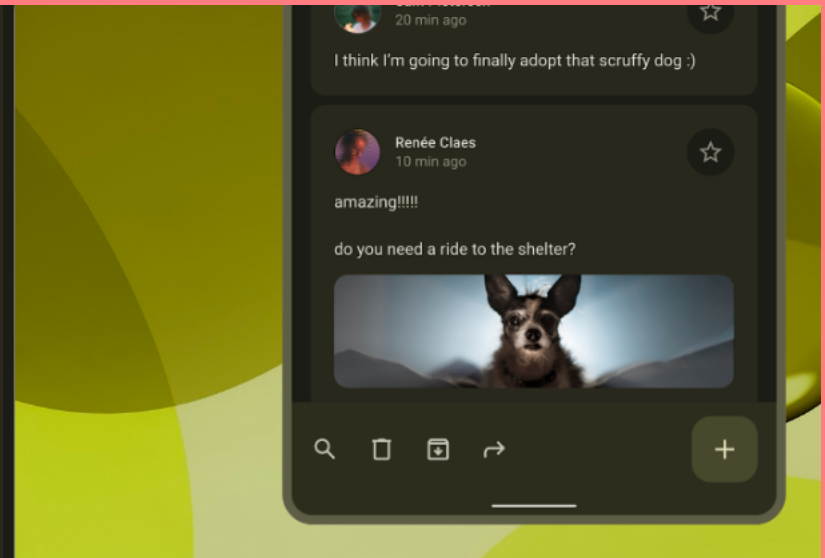 20 min ago
I think I'm going to finally adopt that scruffy dog :)
Renée Claes
10 min ago
amazing!!!!!
do you need a ride to the shelter?